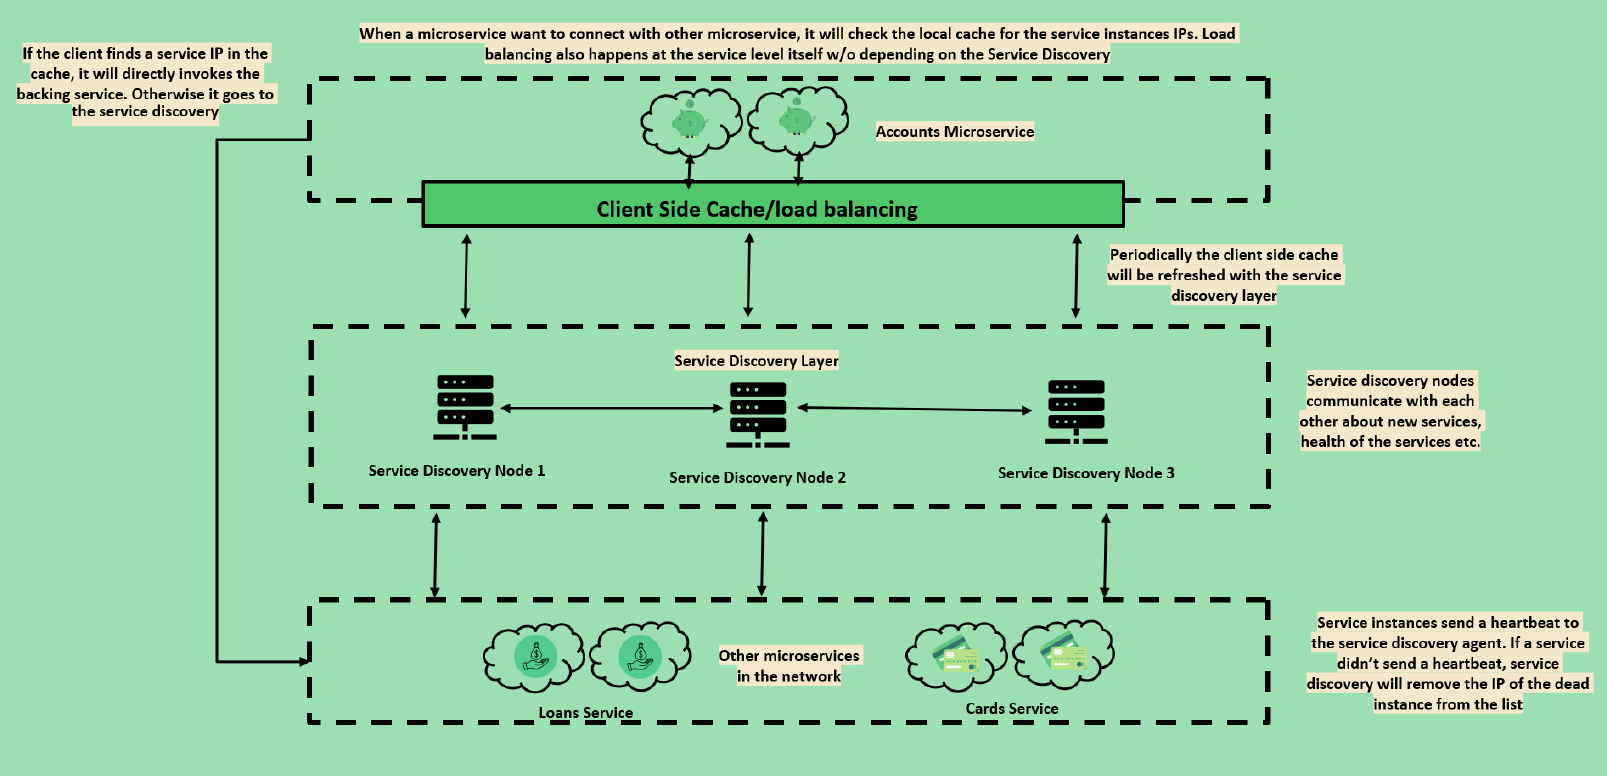 When a microservice want to connect with other microservice, it will check the local cache for the service instances IPs. Load
balancing also happens at the service level itself w/o depending on the Service Discovery
If the client finds a service IP in the
cache, it will directly invokes the
backing service. Otherwise it goes to
the service discovery
Accounts Microservice
Client Side Cache/load balancing
Periodically the client side cache
will be refreshed with the service
discovery layer
Service Discovery Layer
Service Discovery Node 1
Service Discovery Node 2
Service Discovery Node 3
Service discovery nodes
communicate with each
other about new services,
health of the services etc.
Other microservices
in the network
Loans Service
Cards Service
Service instances send a heartbeat to
the service discovery agent. If a service
didn’t send a heartbeat, service
discovery will remove the IP of the dead
instance from the list